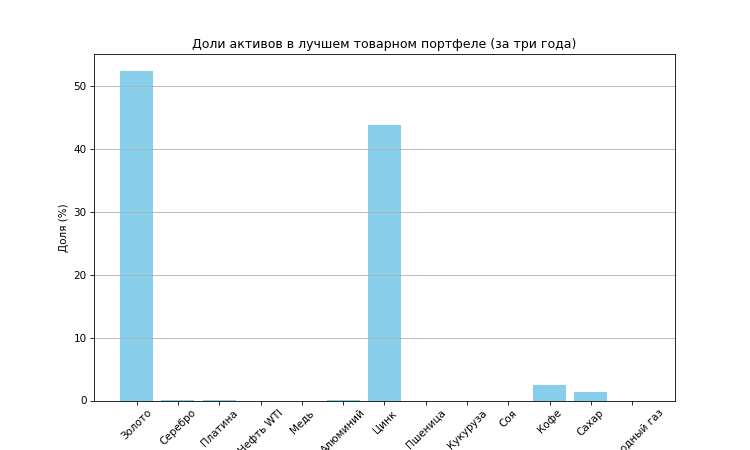 Доли активов в лучшем товарном портфеле (за три года)
Доля (%)
50
40
30
20
10
0
Золото
Серебро
Платина
Нефть WTI
Медь
Алюминий
Цинк
Пшеница
Кукуруза
Соя
Кофе
Сахар
одный газ